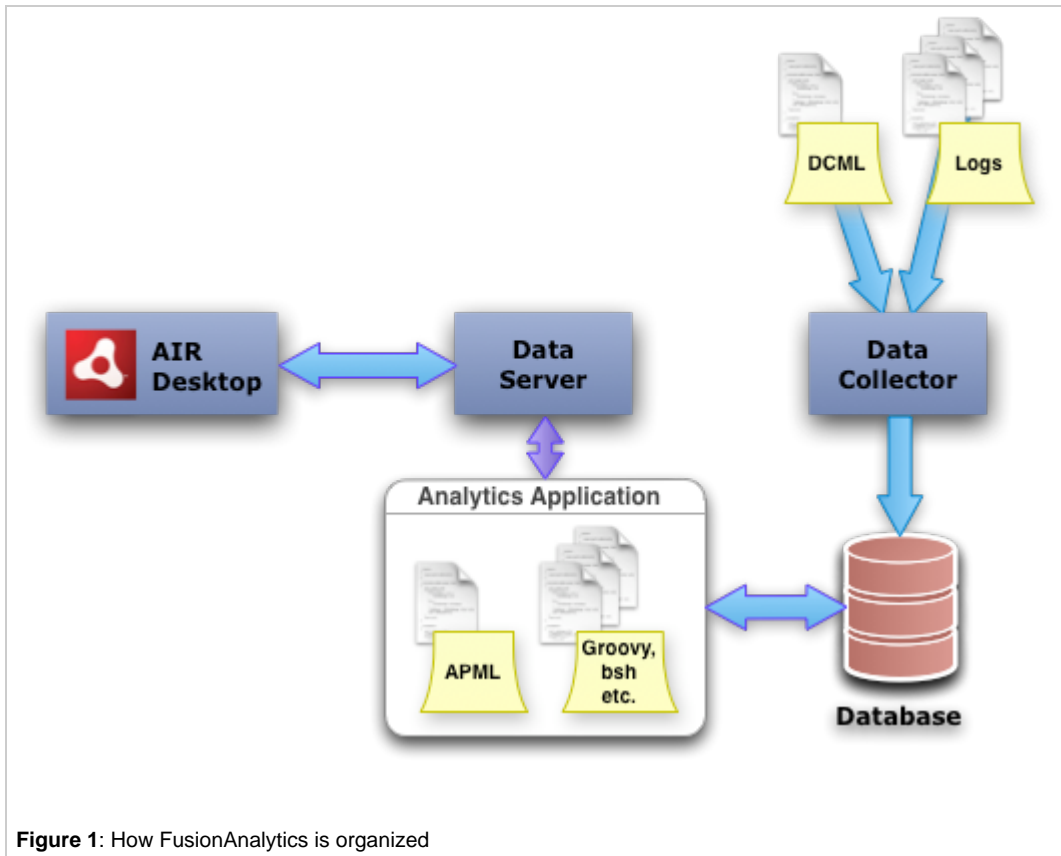 DCML
Logs
AIR
Desktop
Data
Server
Data
Collector
Analytics Application
APML
Groovy,
bsh
etc.
Database
Figure 1: How FusionAnalytics is organized